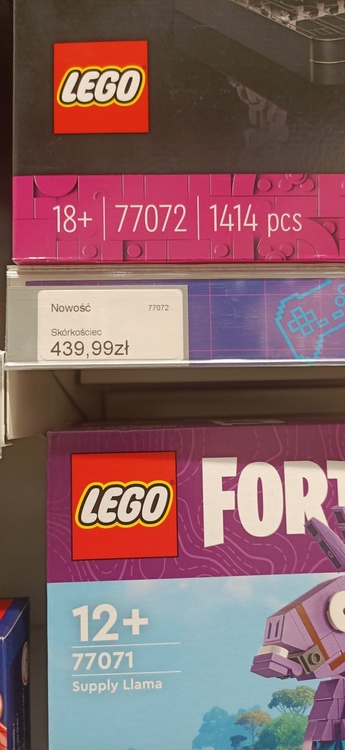 LEGO
18+ 77072 1414 pcs
Nowość 77072
Skórkościec
439,99zł
LEGO
FORT
12+
77071
Supply Llama